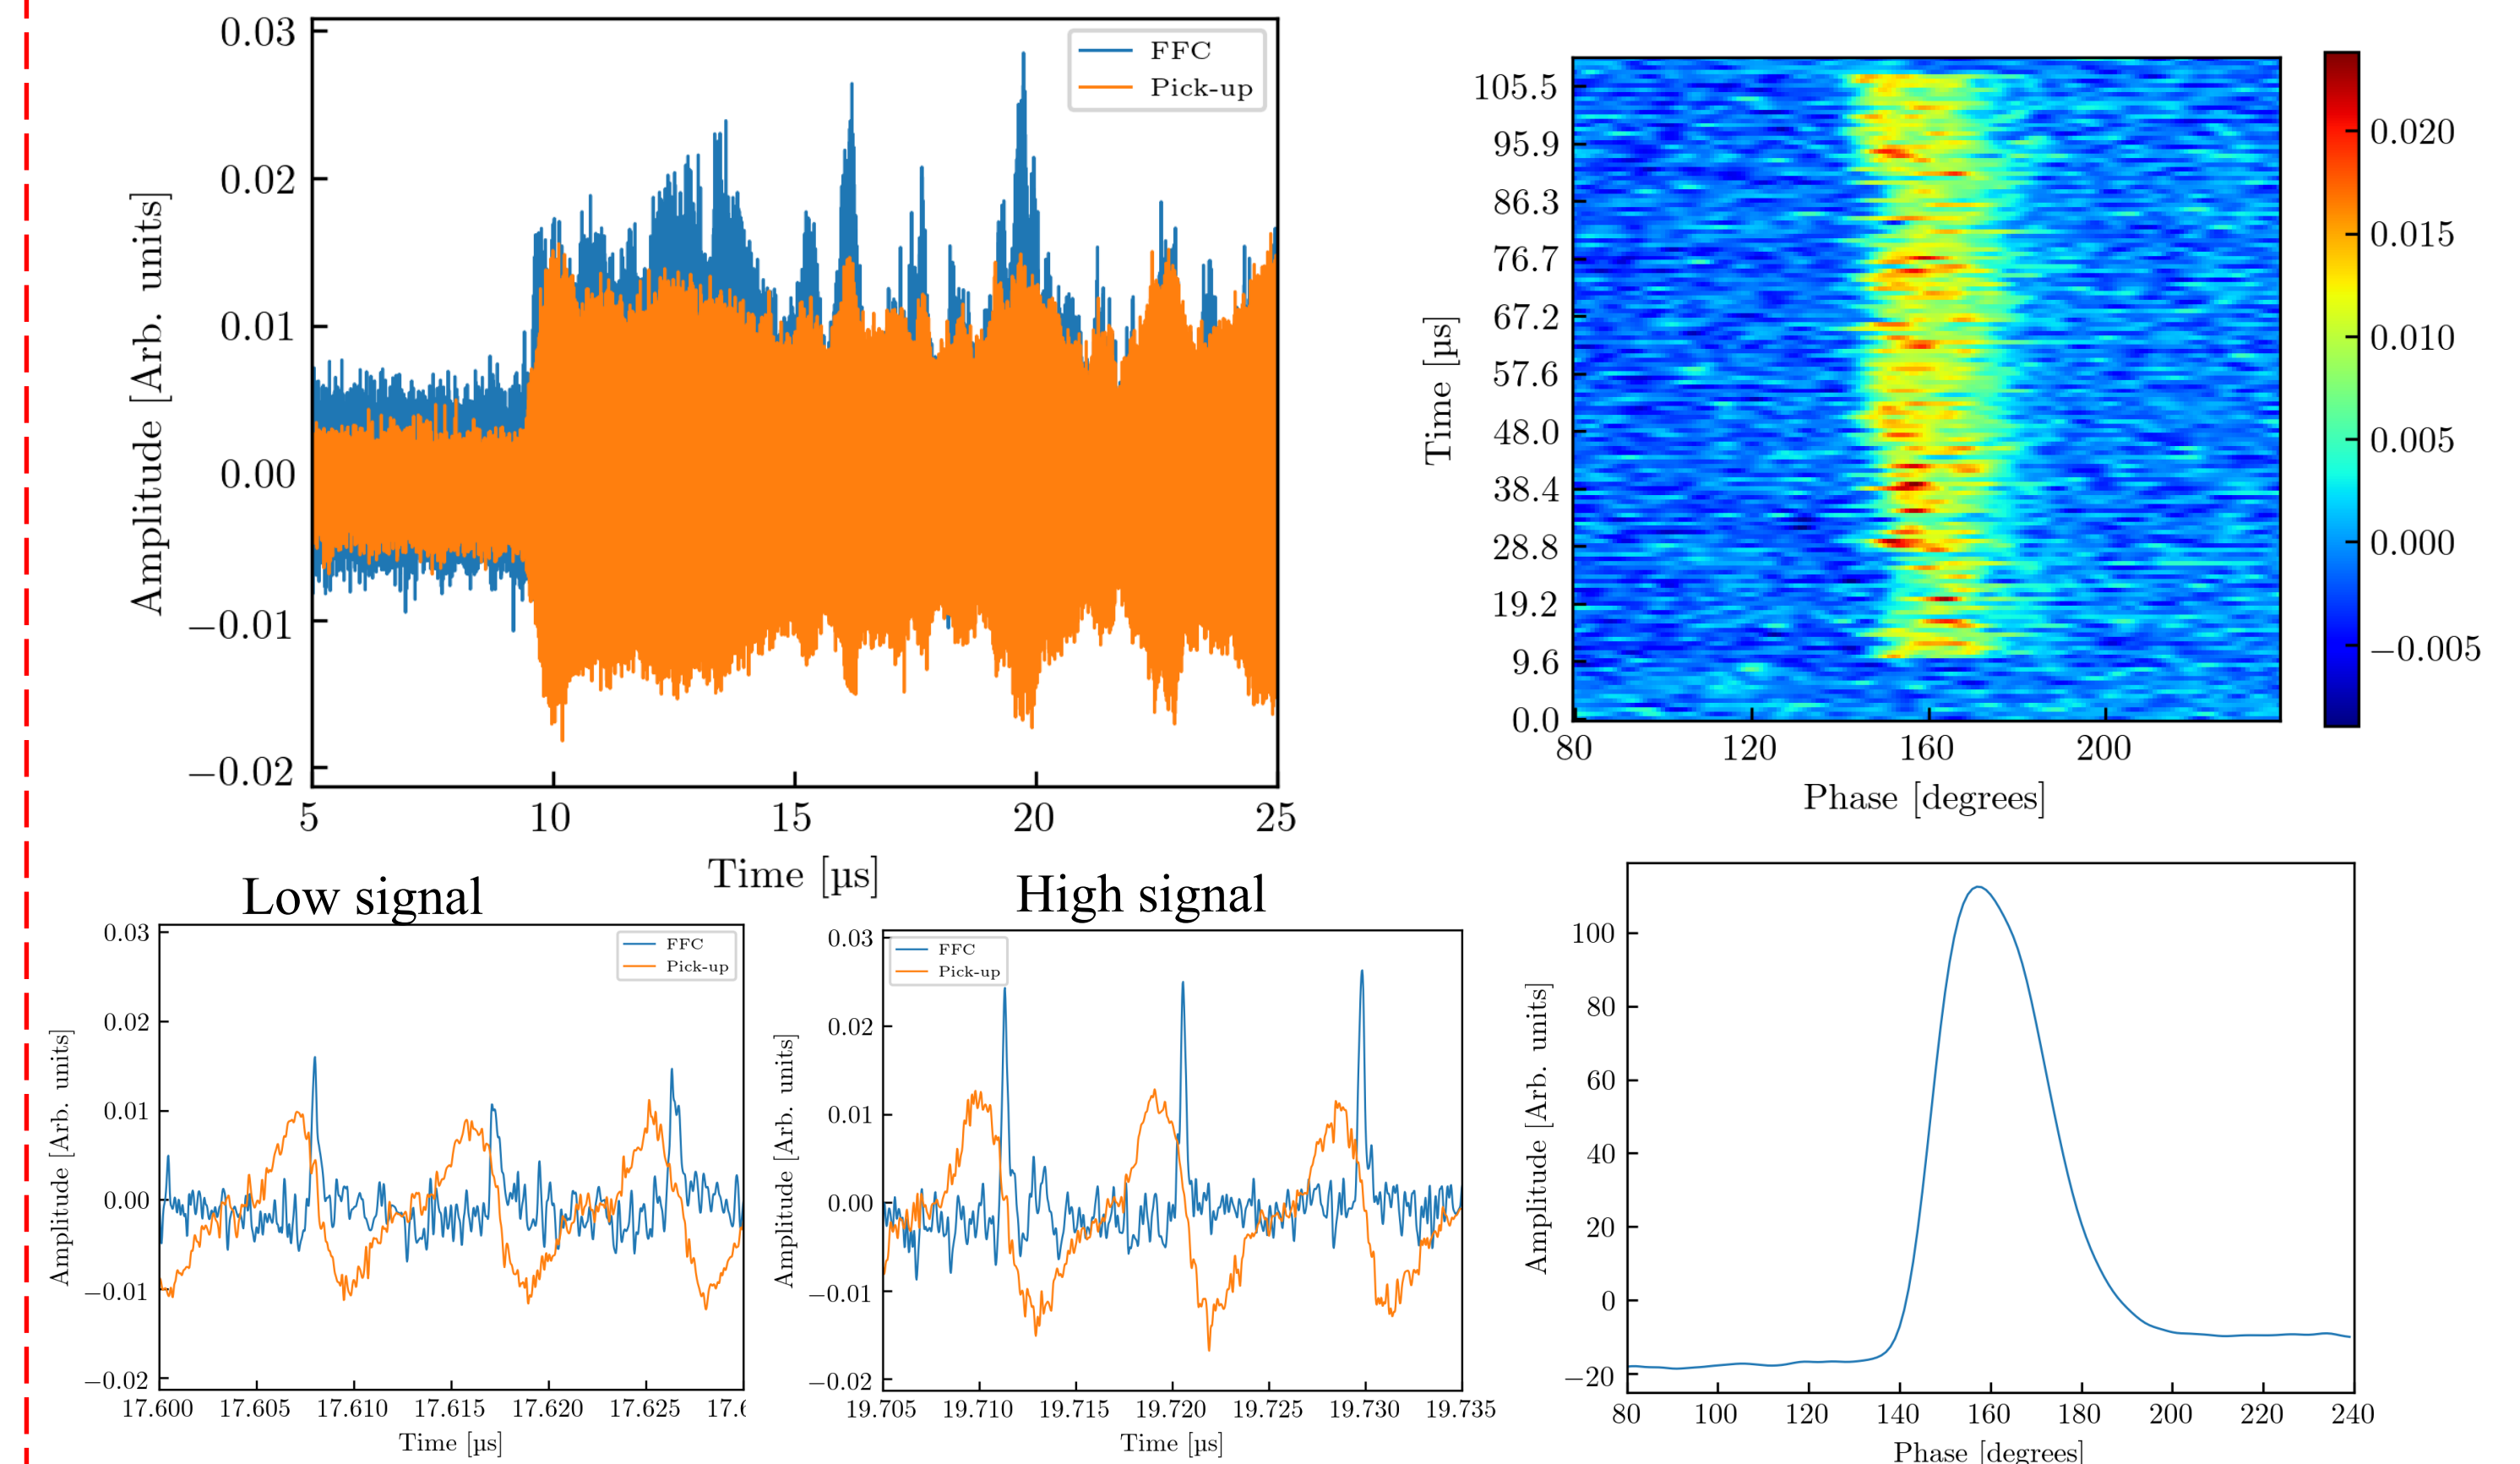 0.03
0.02
0.01
0.00
−0.01
−0.02
Amplitude [Arb. units]
FFC
Pick-up
5 10 15 20 25
Time [µs]
105.5
95.9
86.3
76.7
67.2
57.6
48.0
38.4
28.8
19.2
9.6
0.0
Time [µs]
80 120 160 200
Phase [degrees]
0.020
0.015
0.010
0.005
0.000
−0.005
Low signal
0.03
0.02
0.01
0.00
−0.01
−0.02
Amplitude [Arb. units]
FFC
Pick-up
17.600 17.605 17.610 17.615 17.620 17.625
Time [µs]
High signal
0.03
0.02
0.01
0.00
−0.01
−0.02
Amplitude [Arb. units]
FFC
Pick-up
19.705 19.710 19.715 19.720 19.725 19.730 19.735
Time [µs]
100
80
60
40
20
0
−20
Amplitude [Arb. units]
80 100 120 140 160 180 200 220 240
Phase [degrees]